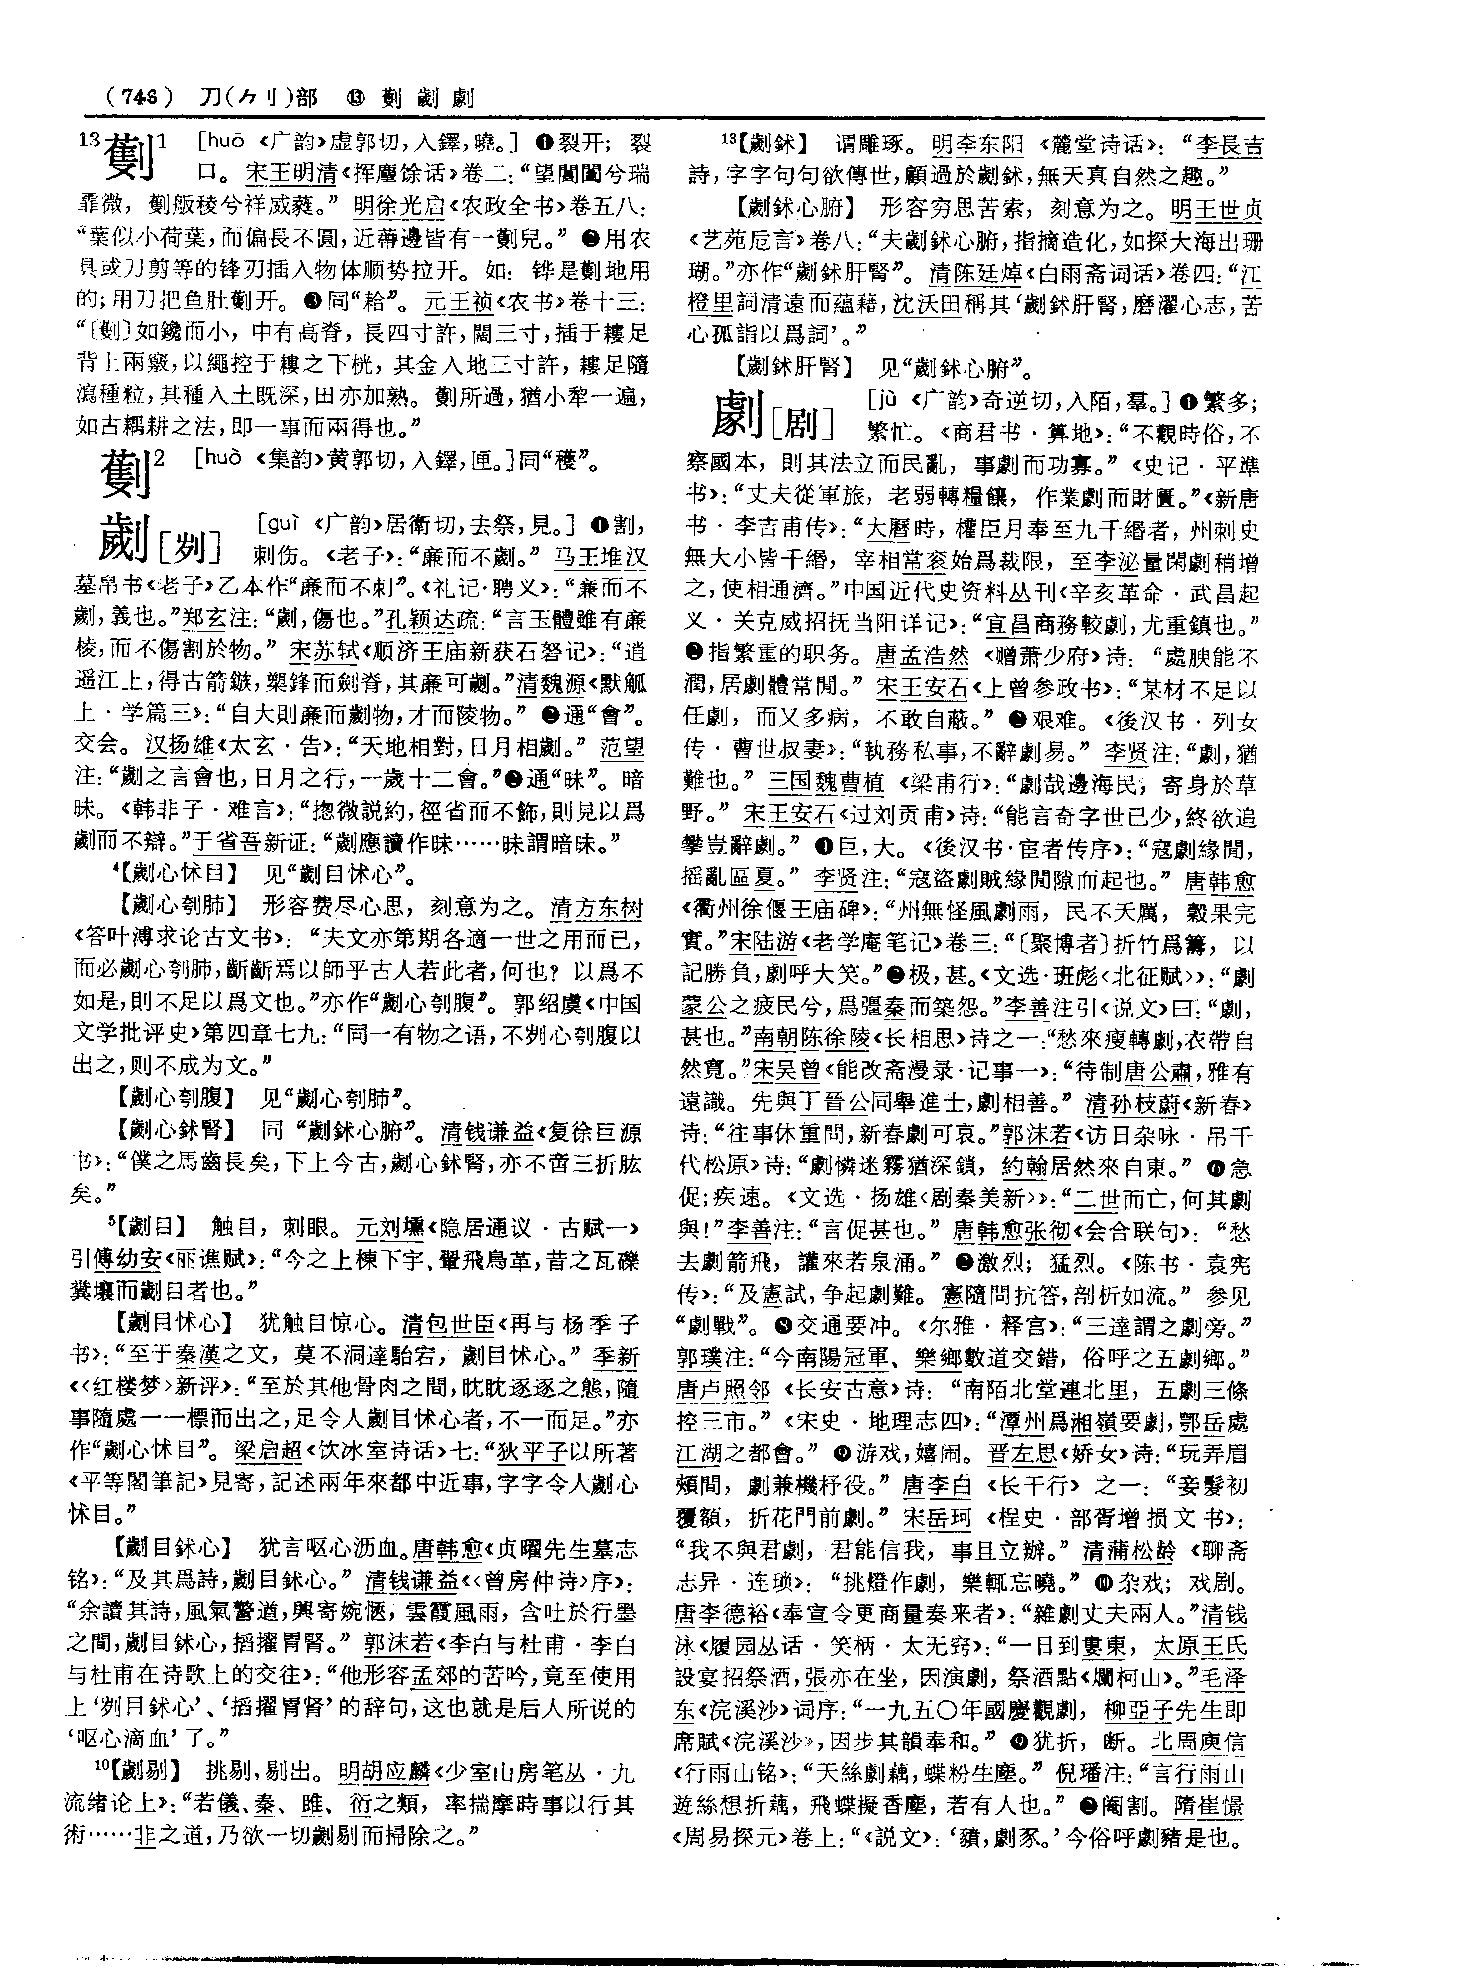 (746) 刀(⺈刂)部 ⑬ 劐劌劇
13劐1 [huō 《广韵》虚郭切,入鐸,曉。] ❶裂开;裂
口。宋王明清《挥麈馀话》卷二:“望閶闔兮瑞
霏微,劐觚稜兮祥威蕤。” 明徐光启《农政全书》卷五八:
“葉似小荷葉,而偏長不圓,近蒂邊皆有一劐兒。” ❷用农
具或刀剪等的锋刃插入物体顺势拉开。如:铧是劐地用
的;用刀把鱼肚劐开。❸同“耠”。元王祯《农书》卷十三:
“〔劐〕如鑱而小,中有高脊,長四寸許,闊三寸,插于耬足
背上兩竅,以繩控于耬之下桄,其金入地三寸許,耬足隨
瀉種粒,其種入土既深,田亦加熟。劐所過,猶小犂一遍,
如古耦耕之法,即一事而兩得也。”
劐2 [huò 《集韵》黄郭切,入鐸,匣。]同“穫”。
劌[刿] [guì 《广韵》居衛切,去祭,見。] ❶割,
刺伤。《老子》:“廉而不劌。” 马王堆汉
墓帛书《老子》乙本作“廉而不刺”。《礼记·聘义》:“廉而不
劌,義也。”郑玄注:“劌,傷也。”孔颖达疏:“言玉體雖有廉
棱,而不傷割於物。” 宋苏轼《顺济王庙新获石砮记》:“逍
遥江上,得古箭鏃,槊鋒而劍脊,其廉可劌。”清魏源《默觚
上·学篇三》:“自大則廉而劌物,才而陵物。” ❷通“會”。
交会。汉扬雄《太玄·告》:“天地相對,日月相劌。” 范望
注:“劌之言會也,日月之行,一歲十二會。”❸通“昧”。暗
昧。《韩非子·难言》:“揔微説約,徑省而不飾,則見以爲
劌而不辯。”于省吾新证:“劌應讀作昧……昧謂暗昧。”
4【劌心怵目】 见“劌目怵心”。
【劌心刳肺】 形容费尽心思,刻意为之。清方东树
《答叶溥求论古文书》:“夫文亦第期各適一世之用而已,
而必劌心刳肺,齗齗焉以師乎古人若此者,何也?以爲不
如是,則不足以爲文也。”亦作“劌心刳腹”。郭绍虞《中国
文学批评史》第四章七九:“同一有物之语,不刿心刳腹以
出之,则不成为文。”
【劌心刳腹】 见“劌心刳肺”。
【劌心鉥腎】 同“劌鉥心腑”。清钱谦益《复徐巨源
书》:“僕之馬齒長矣,下上今古,劌心鉥腎,亦不啻三折肱
矣。”
5【劌目】 触目,刺眼。元刘壎《隐居通议·古赋一》
引傅幼安《丽谯赋》:“今之上棟下宇、翬飛鳥革,昔之瓦礫
糞壤而劌目者也。”
【劌目怵心】 犹触目惊心。清包世臣《再与杨季子
书》:“至于秦漢之文,莫不洞達駘宕,劌目怵心。” 季新
《〈红楼梦〉新评》:“至於其他骨肉之間,眈眈逐逐之態,隨
事隨處一一標而出之,足令人劌目怵心者,不一而足。”亦
作“劌心怵目”。梁启超《饮冰室诗话》七:“狄平子以所著
《平等閣筆記》見寄,記述兩年來都中近事,字字令人劌心
怵目。”
【劌目鉥心】 犹言呕心沥血。唐韩愈《贞曜先生墓志
铭》:“及其爲詩,劌目鉥心。” 清钱谦益《〈曾房仲诗〉序》:
“余讀其詩,風氣警遒,興寄婉愜,雲霞風雨,含吐於行墨
之間,劌目鉥心,搯擢胃腎。” 郭沫若《李白与杜甫·李白
与杜甫在诗歌上的交往》:“他形容孟郊的苦吟,竟至使用
上‘刿目鉥心’、‘搯擢胃肾’的辞句,这也就是后人所说的
‘呕心滴血’了。”
10【劌剔】 挑剔,剔出。明胡应麟《少室山房笔丛·九
流绪论上》:“若儀、秦、雎、衍之類,率揣摩時事以行其
術……非之道,乃欲一切劌剔而掃除之。”
13【劌鉥】 谓雕琢。明李东阳《麓堂诗话》:“李長吉
詩,字字句句欲傳世,顧過於劌鉥,無天真自然之趣。”
【劌鉥心腑】 形容穷思苦索,刻意为之。明王世贞
《艺苑卮言》卷八:“夫劌鉥心腑,指摘造化,如探大海出珊
瑚。”亦作“劌鉥肝腎”。清陈廷焯《白雨斋词话》卷四:“江
橙里詞清遠而蘊藉,沈沃田稱其‘劌鉥肝腎,磨濯心志,苦
心孤詣以爲詞’。”
【劌鉥肝腎】 见“劌鉥心腑”。
劇[剧] [jù 《广韵》奇逆切,入陌,羣。]❶繁多;
繁忙。《商君书·算地》:“不觀時俗,不
察國本,則其法立而民亂,事劇而功寡。”《史记·平準
书》:“丈夫從軍旅,老弱轉糧饟,作業劇而財匱。”《新唐
书·李吉甫传》:“大曆時,權臣月奉至九千緡者,州刺史
無大小皆千緡,宰相常衮始爲裁限,至李泌量閑劇稍增
之,使相通濟。”中国近代史资料丛刊《辛亥革命·武昌起
义·关克威招抚当阳详记》:“宜昌商務較劇,尤重鎮也。”
❷指繁重的职务。唐孟浩然《赠萧少府》诗:“處腴能不
潤,居劇體常閒。” 宋王安石《上曾参政书》:“某材不足以
任劇,而又多病,不敢自蔽。” ❸艰难。《後汉书·列女
传·曹世叔妻》:“執務私事,不辭劇易。” 李贤注:“劇,猶
難也。” 三国魏曹植《梁甫行》:“劇哉邊海民,寄身於草
野。” 宋王安石《过刘贡甫》诗:“能言奇字世已少,終欲追
攀豈辭劇。” ❹巨,大。《後汉书·宦者传序》:“寇劇緣間,
摇亂區夏。” 李贤注:“寇盜劇賊緣間隙而起也。” 唐韩愈
《衢州徐偃王庙碑》:“州無怪風劇雨,民不夭厲,穀果完
實。”宋陆游《老学庵笔记》卷三:“〔聚博者〕折竹爲籌,以
記勝負,劇呼大笑。”❺极,甚。《文选·班彪〈北征赋〉》:“劇
蒙公之疲民兮,爲彊秦而築怨。”李善注引《说文》曰:“劇,
甚也。”南朝陈徐陵《长相思》诗之一:“愁來瘦轉劇,衣帶自
然寬。”宋吴曾《能改斋漫录·记事一》:“待制唐公肅,雅有
遠識。先與丁晉公同舉進士,劇相善。” 清孙枝蔚《新春》
诗:“往事休重問,新春劇可哀。”郭沫若《访日杂咏·吊千
代松原》诗:“劇憐迷霧猶深鎖,約翰居然來自東。” ❻急
促;疾速。《文选·扬雄〈剧秦美新〉》:“二世而亡,何其劇
與!”李善注:“言促甚也。” 唐韩愈张彻《会合联句》:“愁
去劇箭飛,讙來若泉涌。” ❼激烈;猛烈。《陈书·袁宪
传》:“及憲試,争起劇難。憲隨問抗答,剖析如流。” 参见
“劇戰”。❽交通要冲。《尔雅·释宫》:“三達謂之劇旁。”
郭璞注:“今南陽冠軍、樂鄉數道交錯,俗呼之五劇鄉。”
唐卢照邻《长安古意》诗:“南陌北堂連北里,五劇三條
控三市。”《宋史·地理志四》:“潭州爲湘嶺要劇,鄂岳處
江湖之都會。” ❾游戏,嬉闹。晋左思《娇女》诗:“玩弄眉
頰間,劇兼機杼役。” 唐李白《长干行》之一:“妾髮初
覆額,折花門前劇。” 宋岳珂《桯史·部胥增损文书》:
“我不與君劇,君能信我,事且立辦。” 清蒲松龄《聊斋
志异·连琐》:“挑燈作劇,樂輒忘曉。” ❿杂戏;戏剧。
唐李德裕《奉宣令更商量奏来者》:“雜劇丈夫兩人。”清钱
泳《履园丛话·笑柄·太无窍》:“一日到婁東,太原王氏
設宴招祭酒,張亦在坐,因演劇,祭酒點《爛柯山》。”毛泽
东《浣溪沙》词序:“一九五〇年國慶觀劇,柳亞子先生即
席賦《浣溪沙》,因步其韻奉和。” ⓫犹折,断。北周庾信
《行雨山铭》:“天絲劇藕,蝶粉生塵。” 倪璠注:“言行雨山
遊絲想折藕,飛蝶擬香塵,若有人也。” ⓬阉割。隋崔憬
《周易探元》卷上:“《説文》:‘豶,劇豕。’今俗呼劇豬是也。